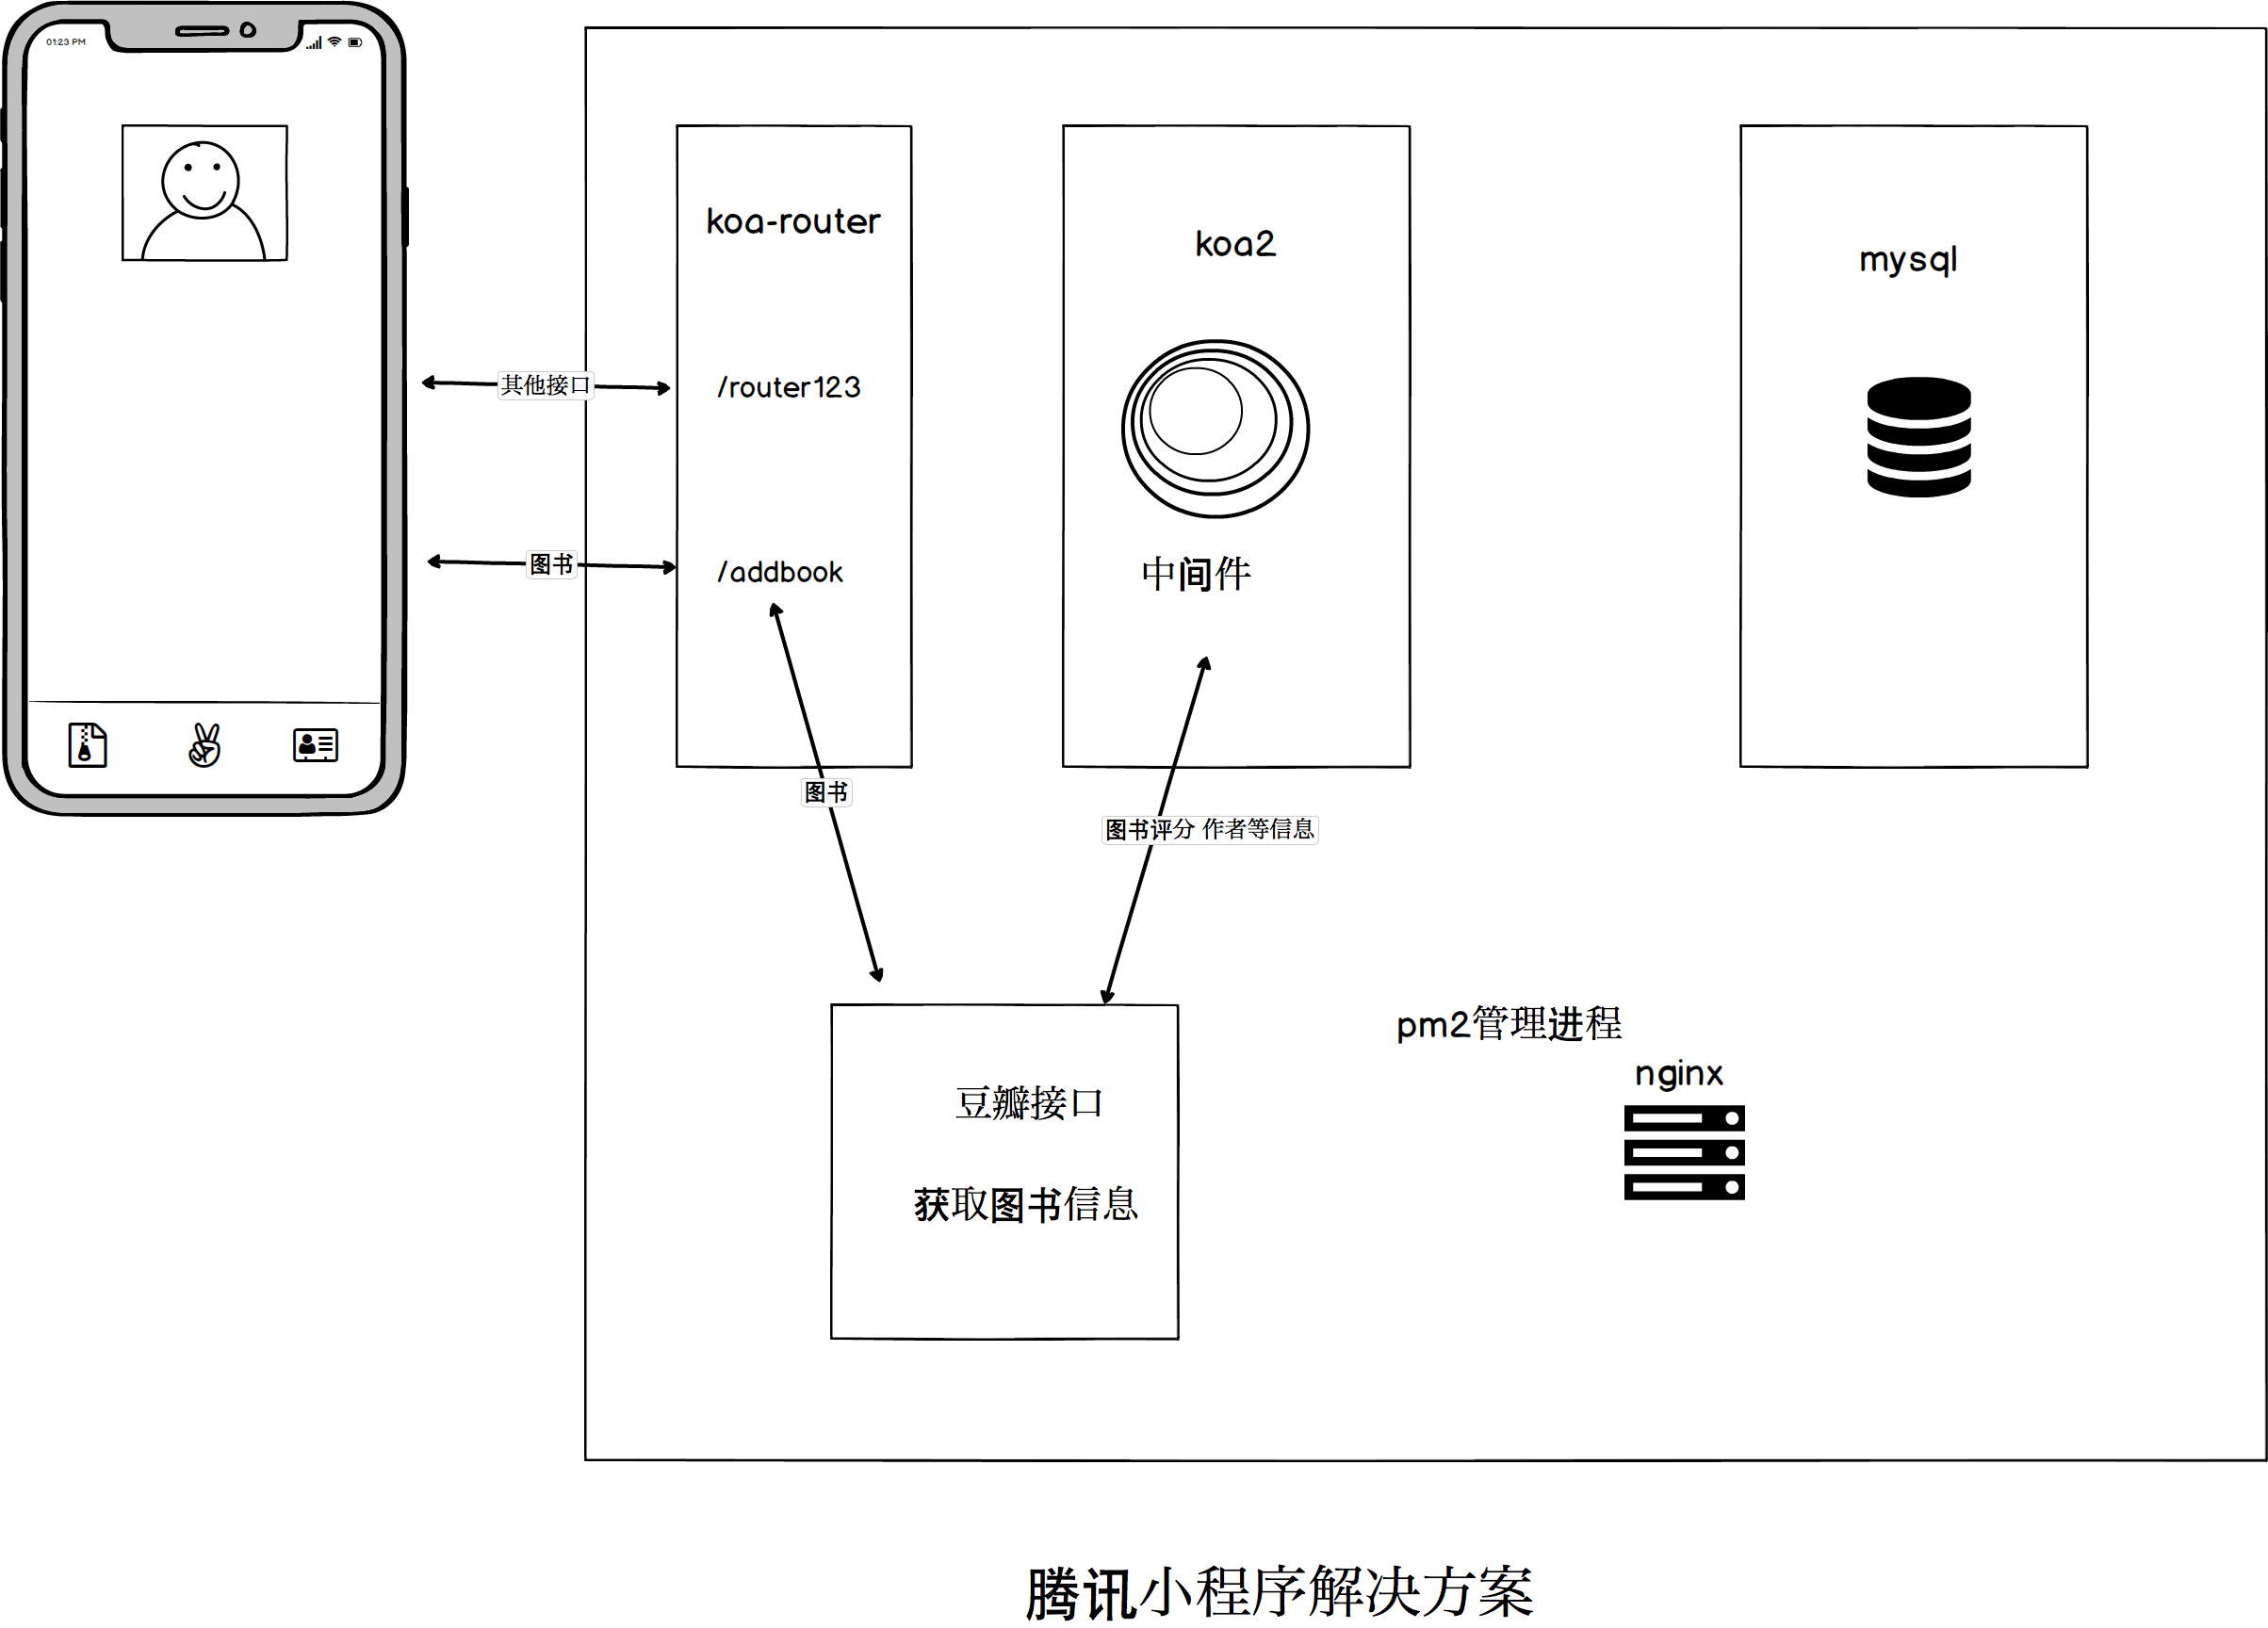 01:23 PM
koa-router
koa2
mysql
其他接口
/router123
图书
/addbook
中间件
图书
图书评分 作者等信息
pm2管理进程
nginx
豆瓣接口
获取图书信息
腾讯小程序解决方案